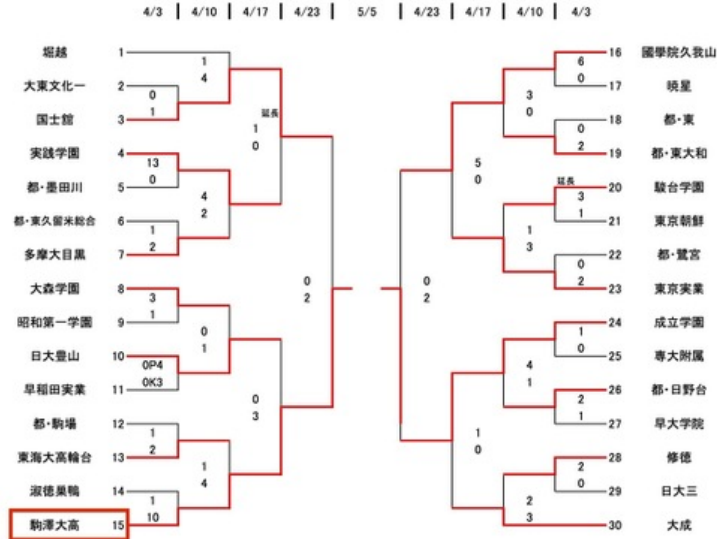 4/3 4/10 4/17 4/23 5/5 4/23 4/17 4/10 4/3
堀越 1
大東文化一 2
国士館 3
実践学園 4
都・墨田川 5
都・東久留米総合 6
多摩大目黒 7
大森学園 8
昭和第一学園 9
日大豊山 10
早稲田実業 11
都・駒場 12
東海大高輪台 13
淑徳巣鴨 14
駒澤大高 15
0
1
13
0
1
2
3
1
0P4
0K3
1
2
1
10
1
4
4
2
0
1
1
4
延長
1
0
0
3
0
2
0
2
5
0
1
0
3
0
1
3
4
1
2
3
6
0
0
2
延長
3
1
0
2
1
0
2
1
2
0
16 國學院久我山
17 暁星
18 都・東
19 都・東大和
20 駿台学園
21 東京朝鮮
22 都・鷺宮
23 東京実業
24 成立学園
25 専大附属
26 都・日野台
27 早大学院
28 修徳
29 日大三
30 大成